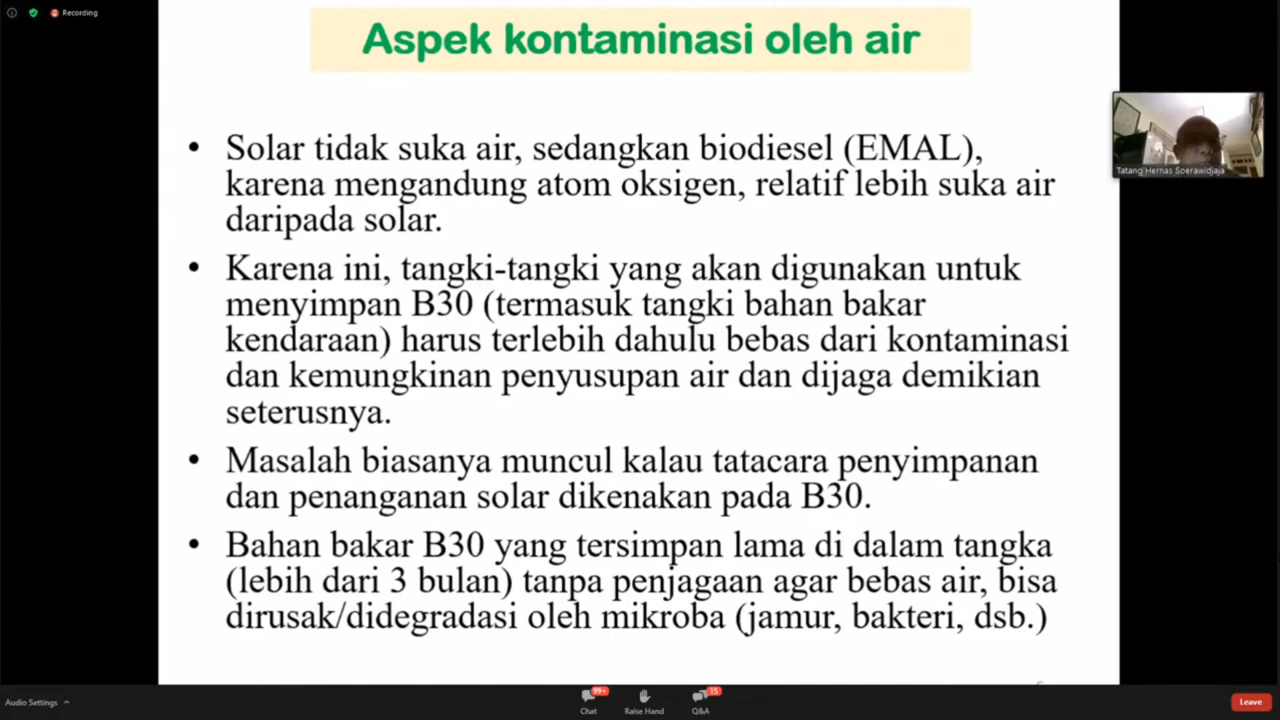 Recording
Aspek kontaminasi oleh air
• Solar tidak suka air, sedangkan biodiesel (EMAL),
karena mengandung atom oksigen, relatif lebih suka air
daripada solar.
• Karena ini, tangki-tangki yang akan digunakan untuk
menyimpan B30 (termasuk tangki bahan bakar
kendaraan) harus terlebih dahulu bebas dari kontaminasi
dan kemungkinan penyusupan air dan dijaga demikian
seterusnya.
• Masalah biasanya muncul kalau tatacara penyimpanan
dan penanganan solar dikenakan pada B30.
• Bahan bakar B30 yang tersimpan lama di dalam tangka
(lebih dari 3 bulan) tanpa penjagaan agar bebas air, bisa
dirusak/didegradasi oleh mikroba (jamur, bakteri, dsb.)
Tatang Hernas Soerawidjaja
Audio Settings
99+
Chat
Raise Hand
15
Q&A
Leave